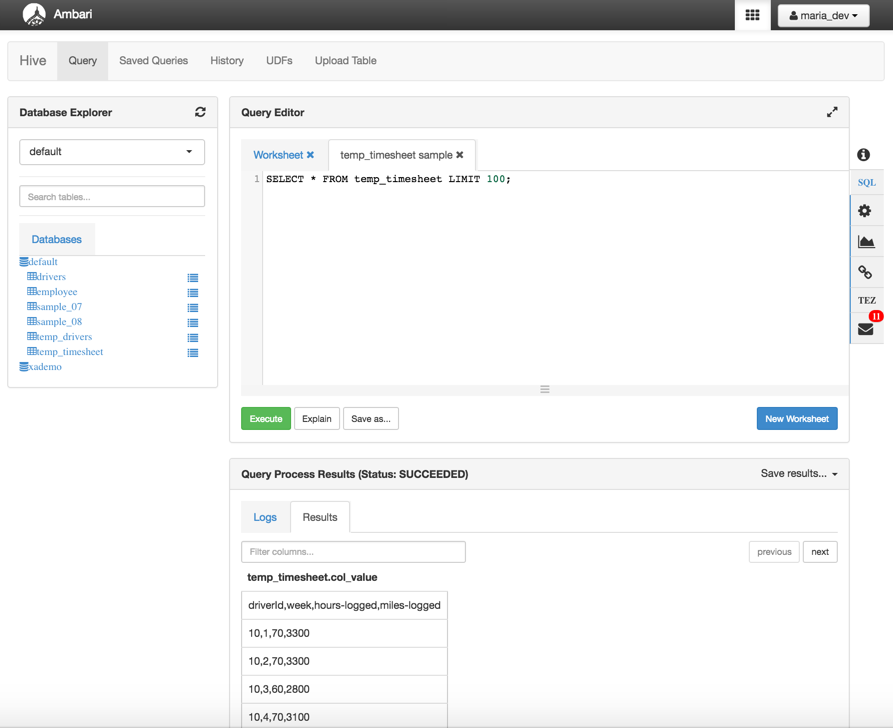 Ambari
maria_dev
Hive
Query
Saved Queries
History
UDFs
Upload Table
Database Explorer
default
Search tables...
Databases
default
drivers
employee
sample_07
sample_08
temp_drivers
temp_timesheet
xademo
Query Editor
Worksheet
temp_timesheet sample
1 SELECT * FROM temp_timesheet LIMIT 100;
Execute
Explain
Save as...
New Worksheet
SQL
TEZ
11
Query Process Results (Status: SUCCEEDED)
Save results...
Logs
Results
Filter columns...
previous
next
temp_timesheet.col_value
driverId,week,hours-logged,miles-logged
10,1,70,3300
10,2,70,3300
10,3,60,2800
10,4,70,3100